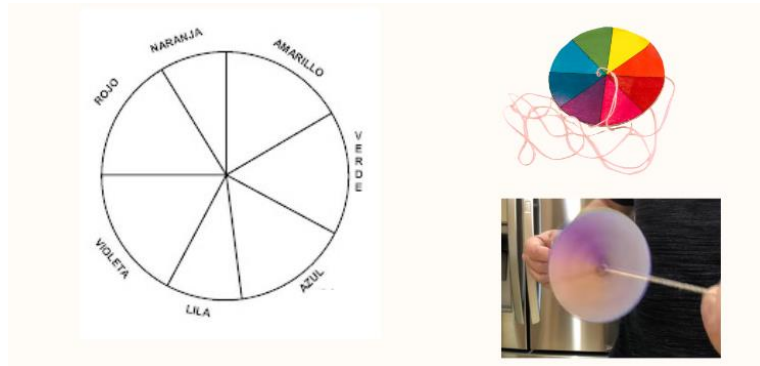 NARANJA
AMARILLO
ROJO
VERDE
VIOLETA
AZUL
LILA